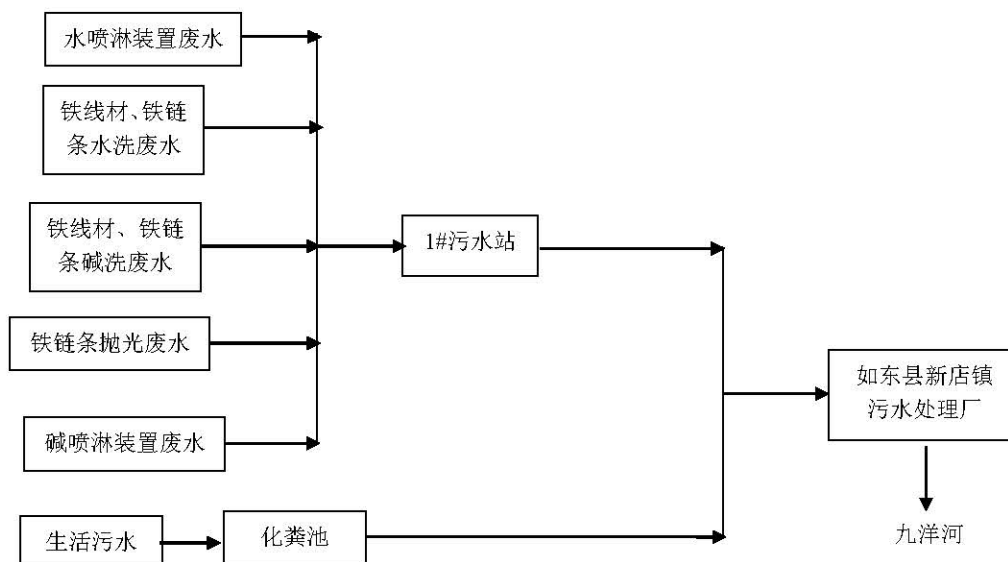 水喷淋装置废水
铁线材、铁链
条水洗废水
铁线材、铁链
条碱洗废水
铁链条抛光废水
碱喷淋装置废水
生活污水
化粪池
1#污水站
如东县新店镇
污水处理厂
九洋河